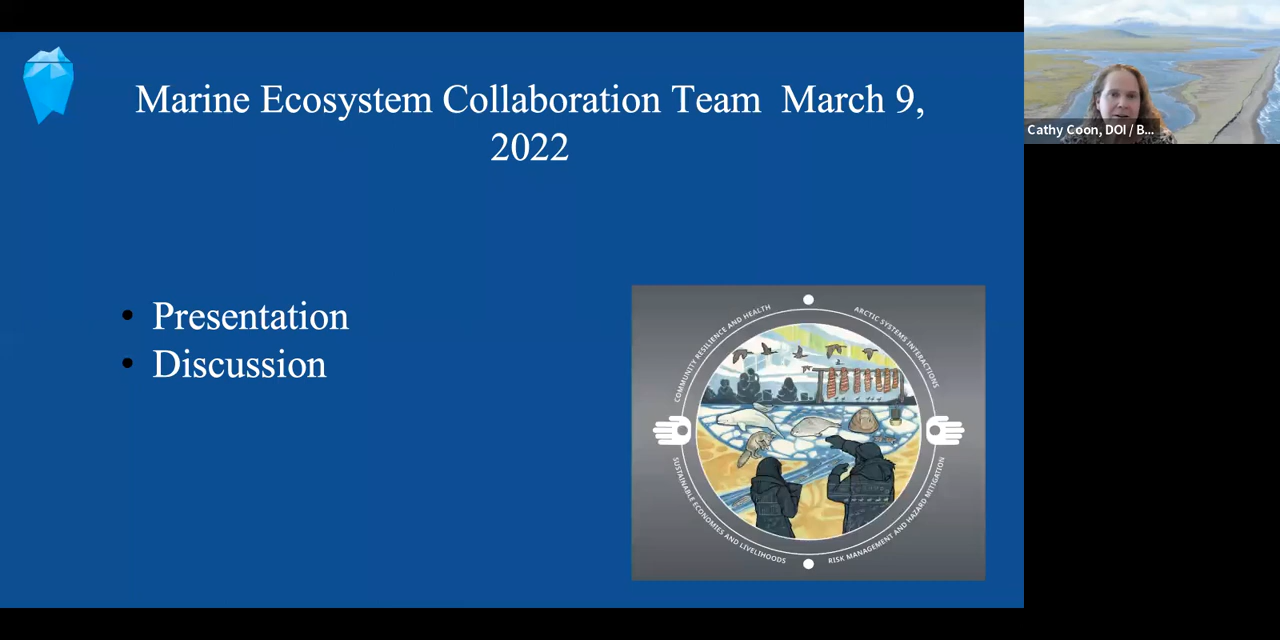 Marine Ecosystem Collaboration Team  March 9,
2022
Cathy Coon, DOI / B...
• Presentation
• Discussion
COMMUNITY RESILIENCE AND HEALTH
ARCTIC SYSTEMS INTERACTIONS
SUSTAINABLE ECONOMIES AND LIVELIHOODS
RISK MANAGEMENT AND HAZARD MITIGATION